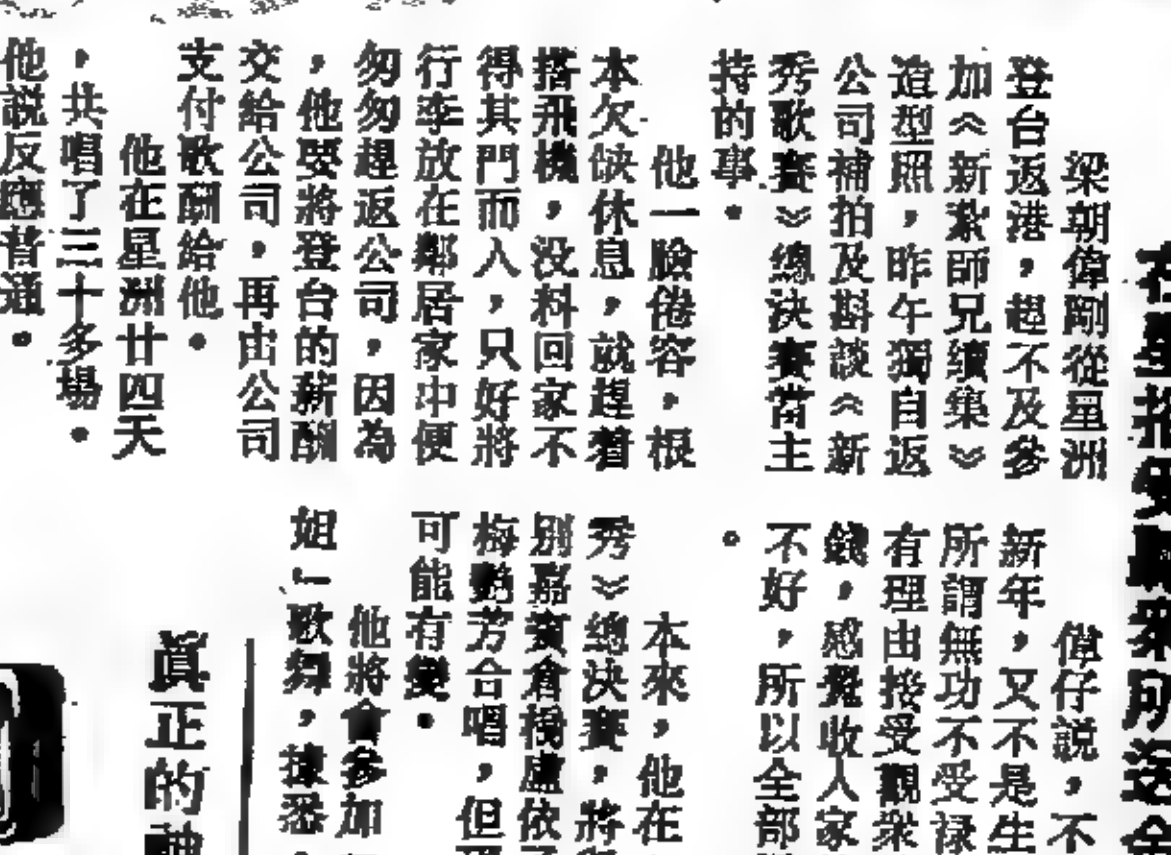 梁朝偉剛從星洲
登台返港，趕不及參
加《新紮師兄續集》
造型照，昨午獨自返
公司補拍及斟談《新
秀歌賽》總決賽當主
持的事。
他一臉倦容，根
本欠缺休息，就趕着
搭飛機，没料回家不
得其門而入，只好將
行李放在鄰居家中便
匆匆趕返公司，因為
，他要將登台的薪酬
交給公司，再由公司
支付歌酬給他。
他在星洲廿四天
，共唱了三十多場。
他説反應普通。
偉仔説，不
新年，又不是生
所謂無功不受禄
有理由接受觀衆
錢，感覺收人家
不好，所以全部
。
本來，他在
秀》總決賽，將
別嘉賓倉
盧依
梅艷芳合唱，但
可能有變。
他將會參加
姐」歌舞，據悉
真正的神